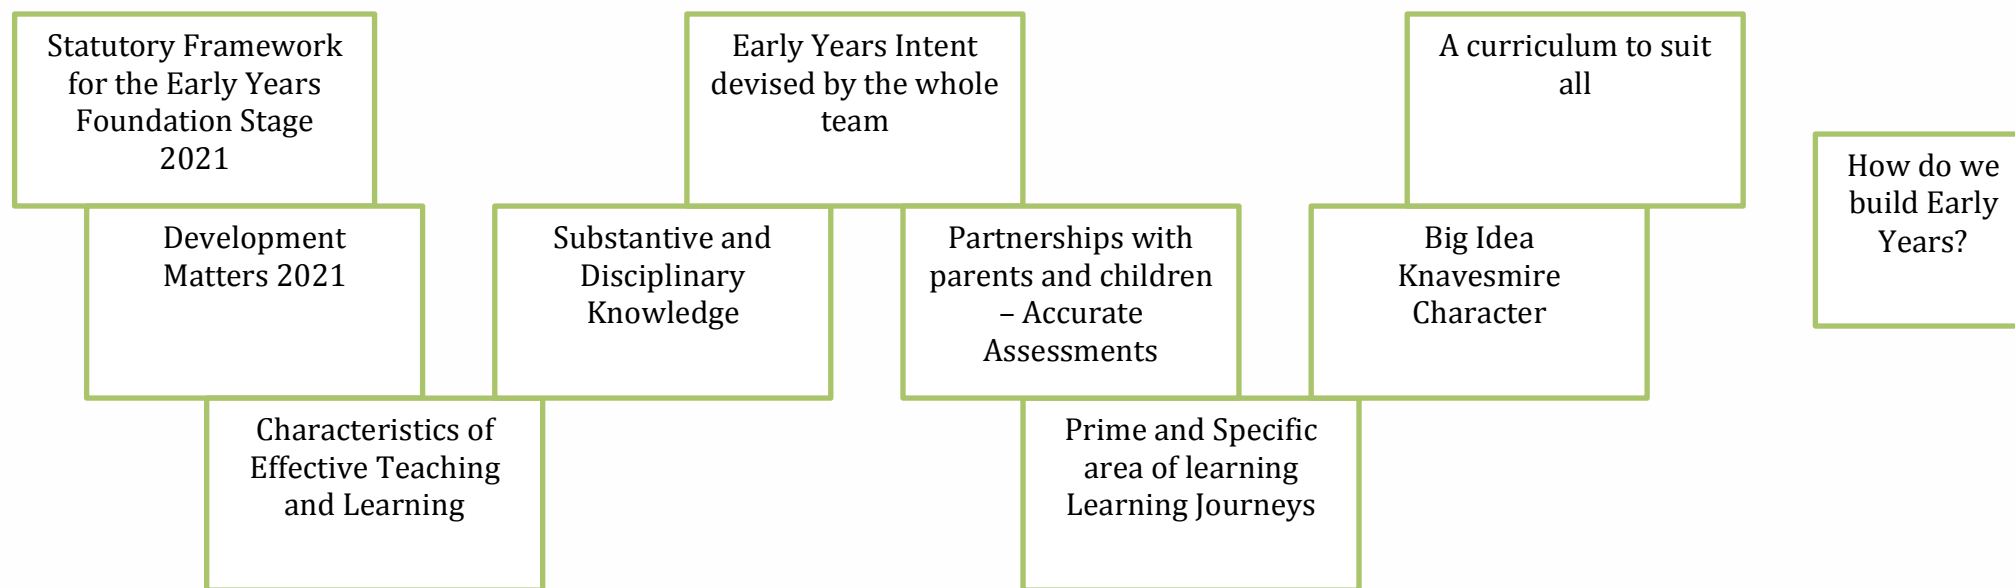 Statutory Framework
for the Early Years
Foundation Stage
2021
Development
Matters 2021
Characteristics of
Effective Teaching
and Learning
Substantive and
Disciplinary
Knowledge
Early Years Intent
devised by the whole
team
Partnerships with
parents and children
– Accurate
Assessments
Prime and Specific
area of learning
Learning Journeys
Big Idea
Knavesmire
Character
A curriculum to suit
all
How do we
build Early
Years?